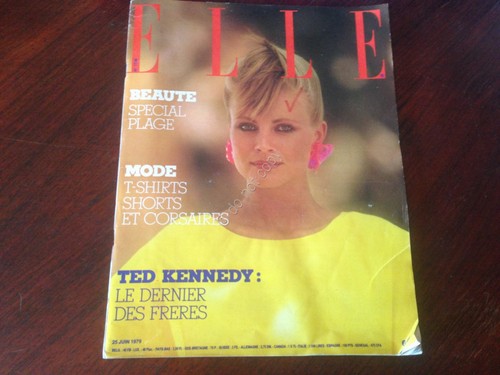 ELLE
BEAUTE
SPECIAL
PLAGE
MODE
T-SHIRTS
SHORTS
ET CORSAIRES
TED KENNEDY:
LE DERNIER
DES FRERES